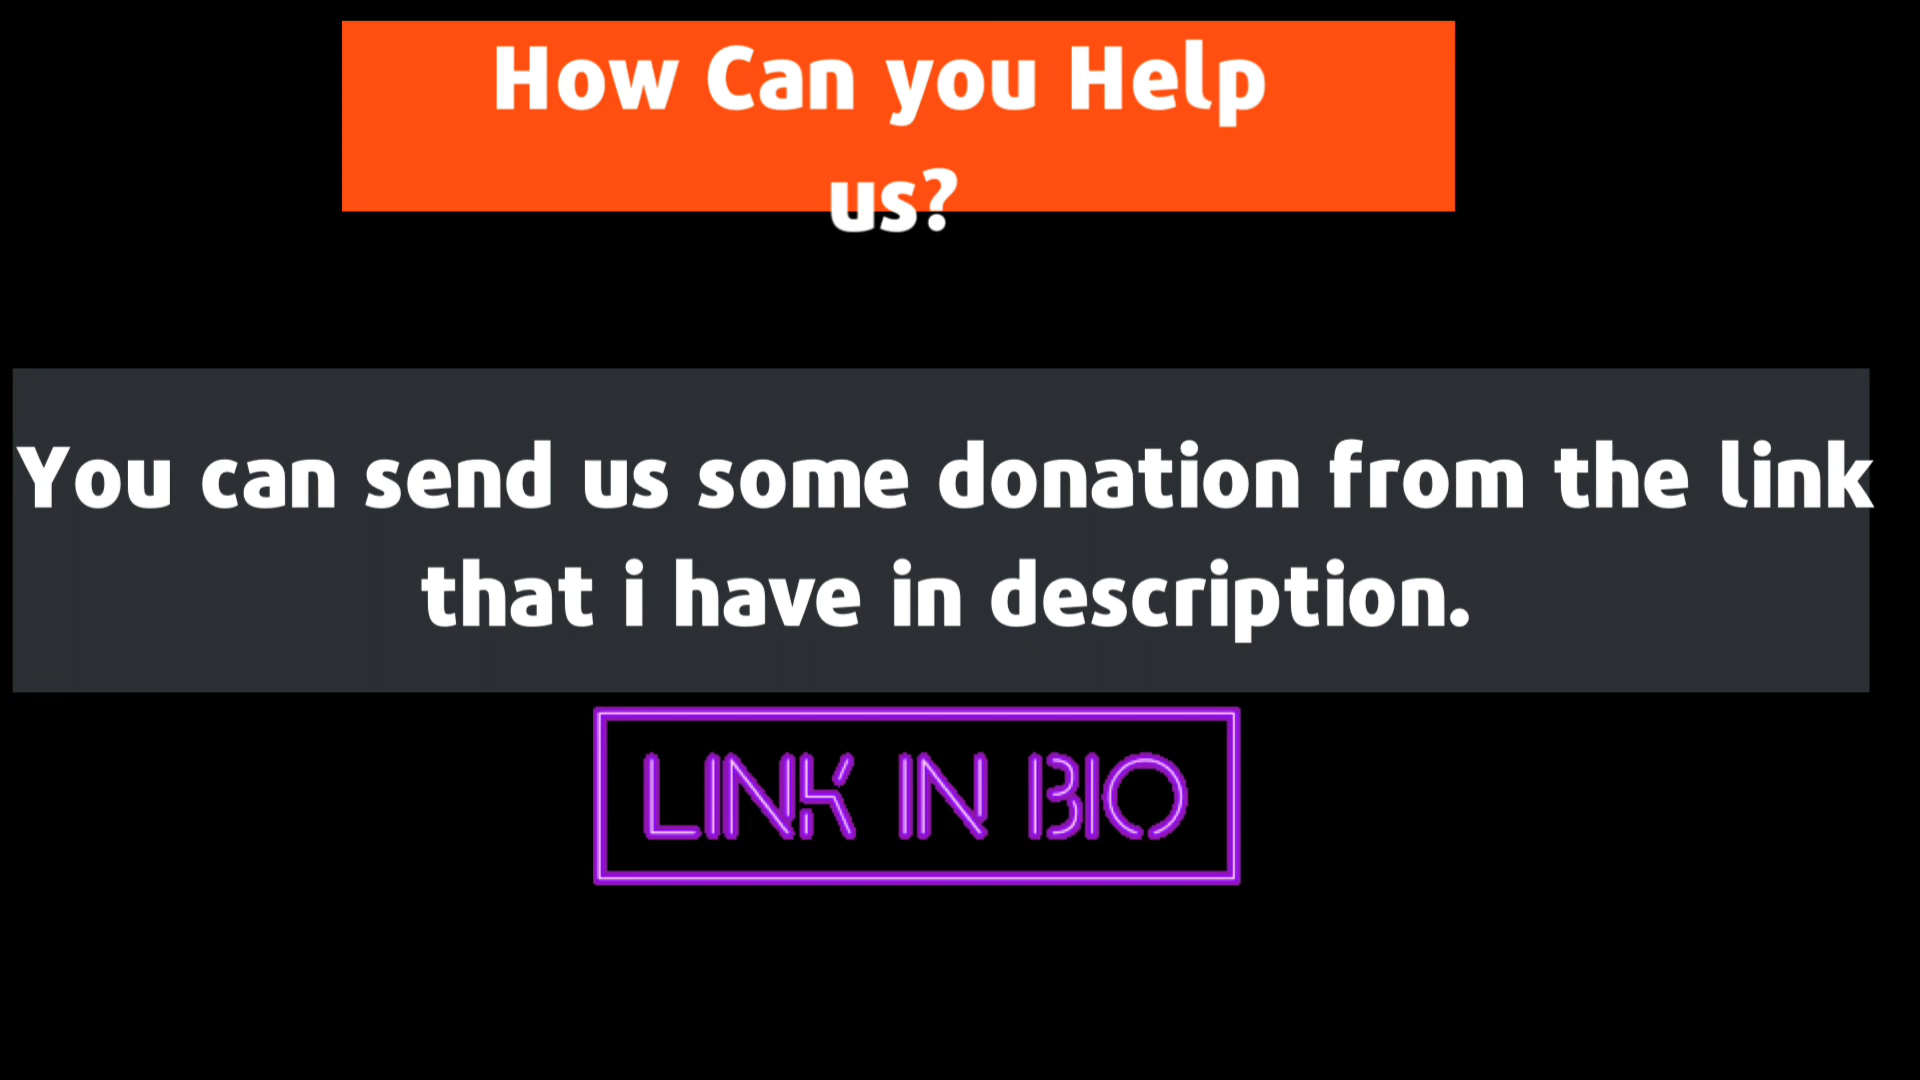 How Can you Help
us?
You can send us some donation from the link
that i have in description.
LINK IN BIO